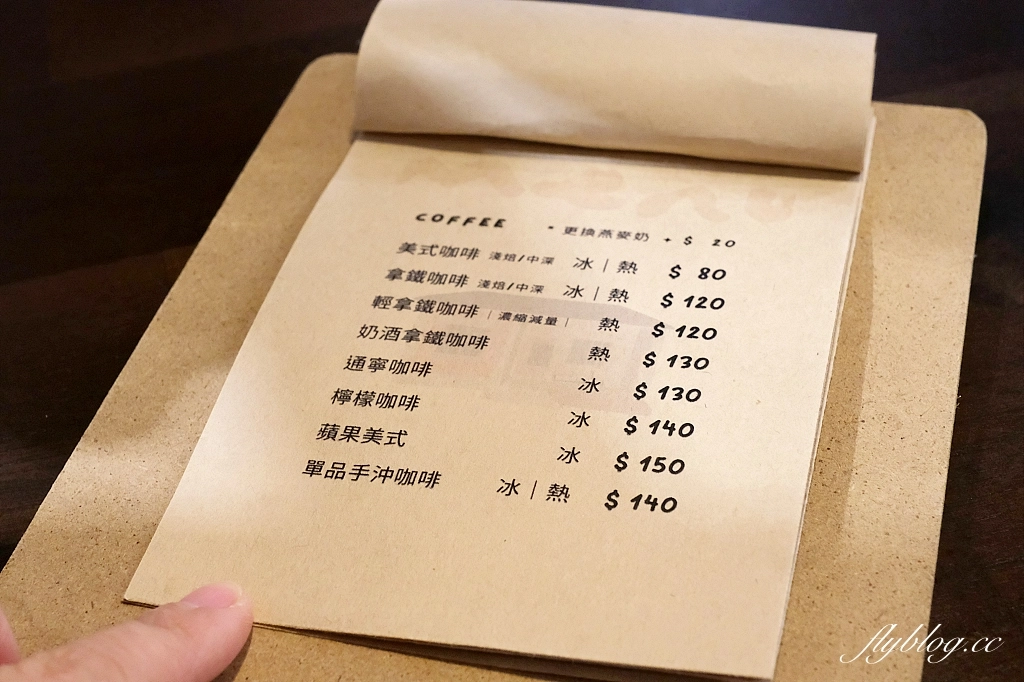 COFFEE • 更換燕麥奶 + $ 20
美式咖啡 淺焙/中深 冰｜熱 $ 80
拿鐵咖啡 淺焙/中深 冰｜熱 $ 120
輕拿鐵咖啡 ｜濃縮減量｜ 熱 $ 120
奶酒拿鐵咖啡 熱 $ 130
通寧咖啡 冰 $ 130
檸檬咖啡 冰 $ 140
蘋果美式 冰 $ 150
單品手沖咖啡 冰｜熱 $ 140
flyblog.cc